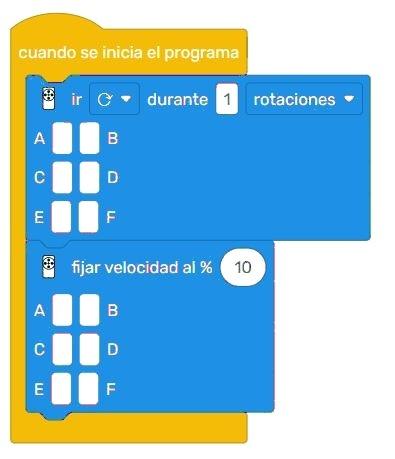 cuando se inicia el programa
ir durante 1 rotaciones
A B
C D
E F
fijar velocidad al % 10
A B
C D
E F